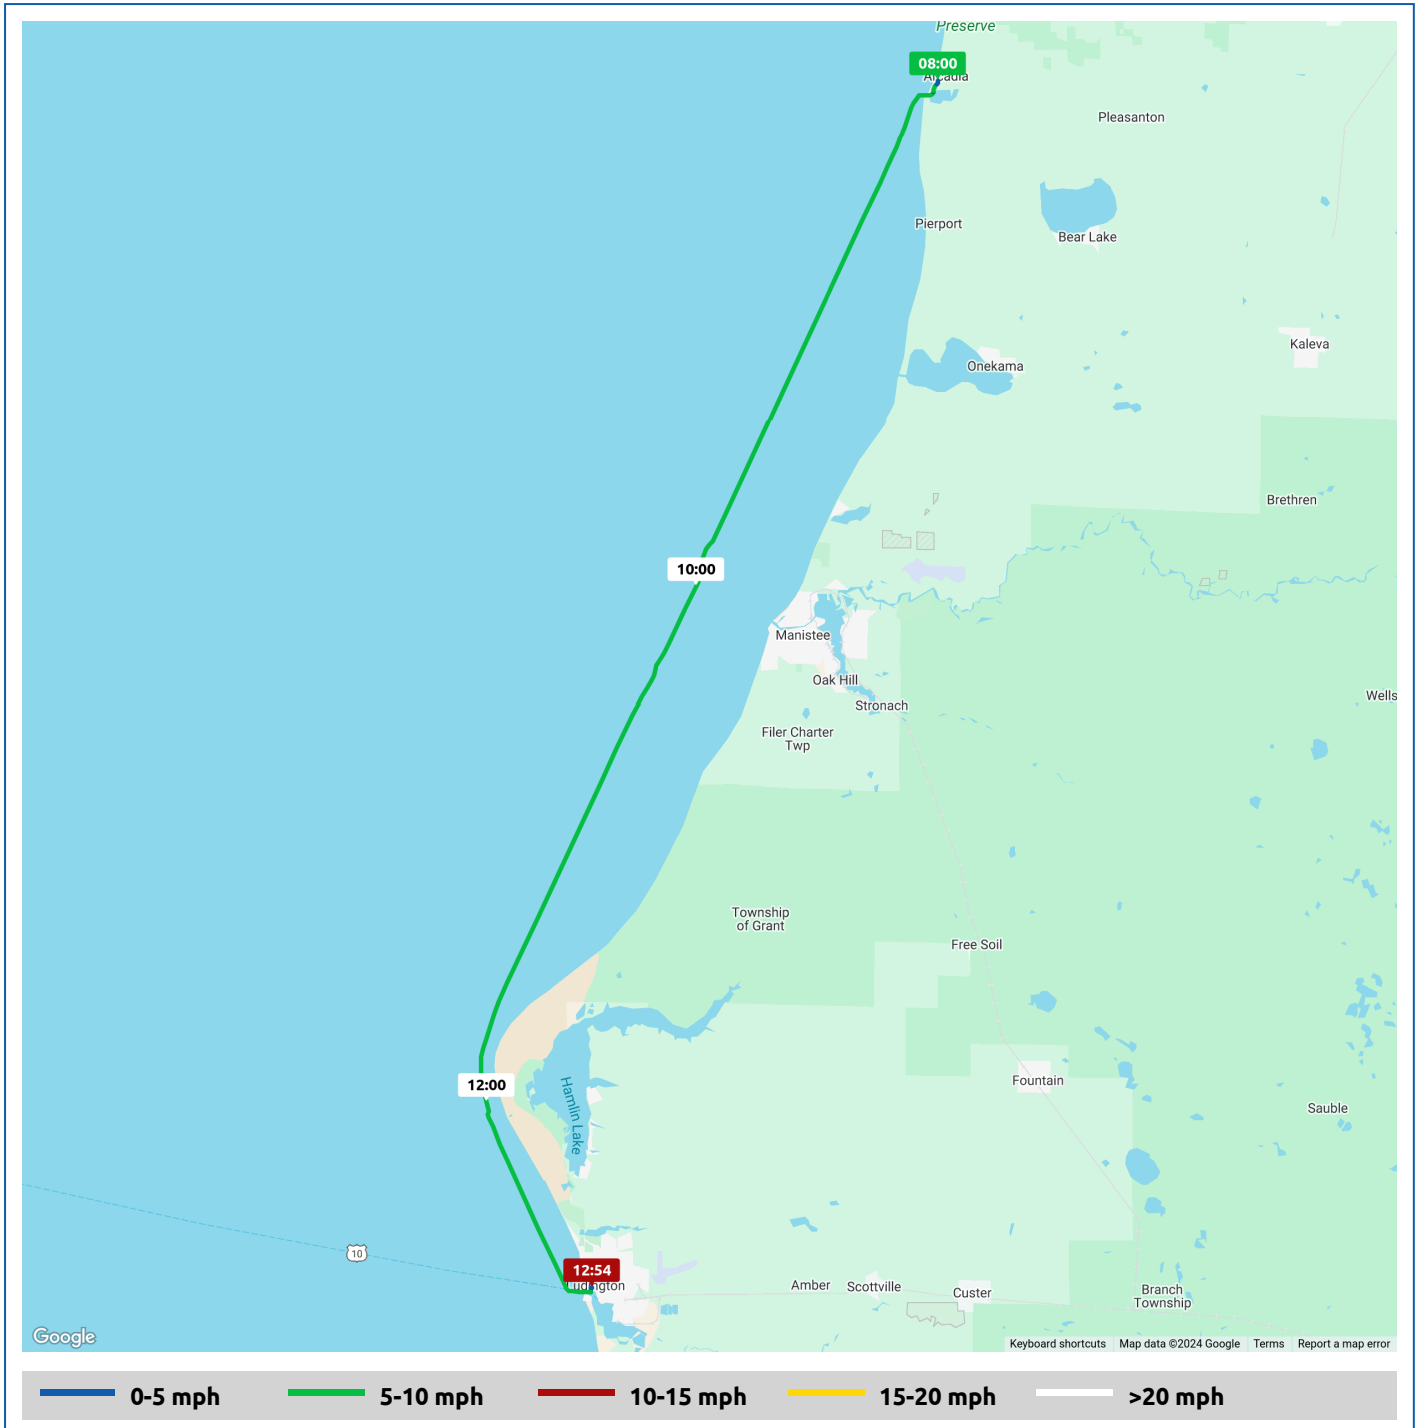 Preserve
08:00
Arcadia
Pleasanton
Pierport
Bear Lake
Kaleva
Onekama
Brethren
10:00
Manistee
Oak Hill
Wells
Stronach
Filer Charter
Twp
Township
of Grant
Free Soil
12:00
Fountain
Hamlin Lake
Sauble
10
12:54
Ludington
Amber
Scottville
Custer
Branch
Township
Google
Keyboard shortcuts
Map data ©2024 Google
Terms
Report a map error
0-5 mph
5-10 mph
10-15 mph
15-20 mph
>20 mph